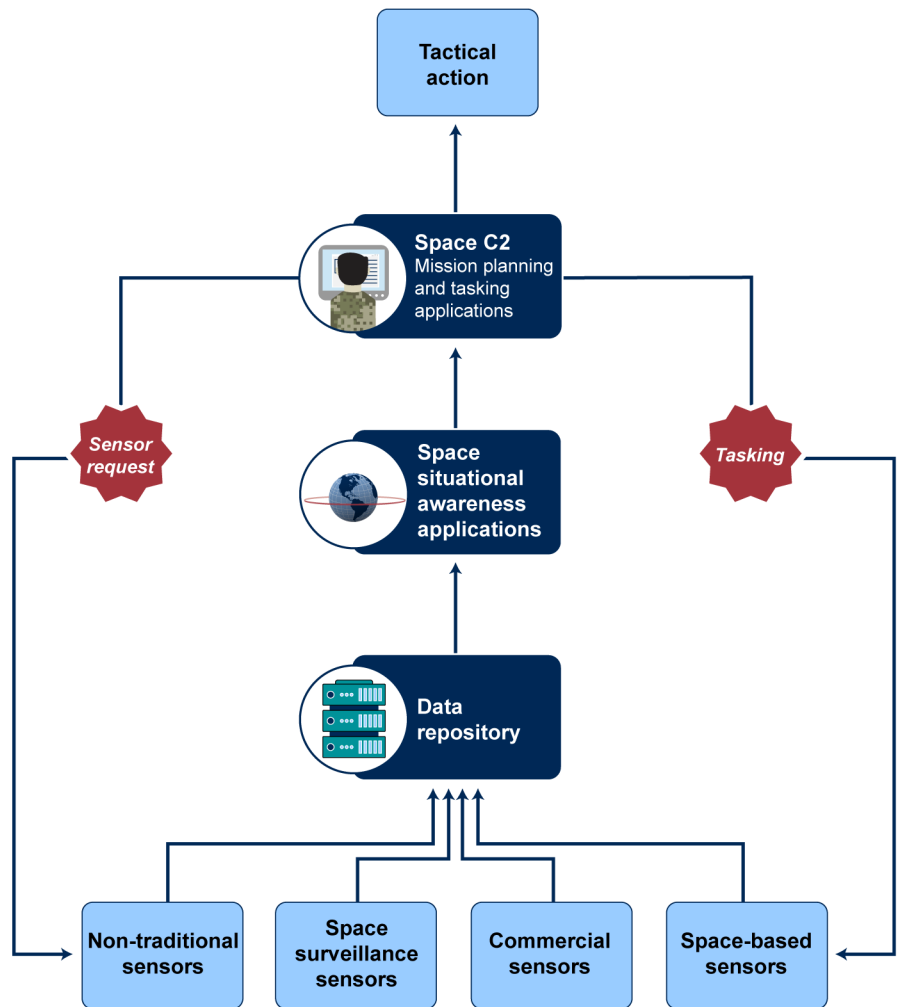 Tactical
action
Space C2
Mission planning
and tasking
applications
Sensor
request
Tasking
Space
situational
awareness
applications
Data
repository
Non-traditional
sensors
Space
surveillance
sensors
Commercial
sensors
Space-based
sensors